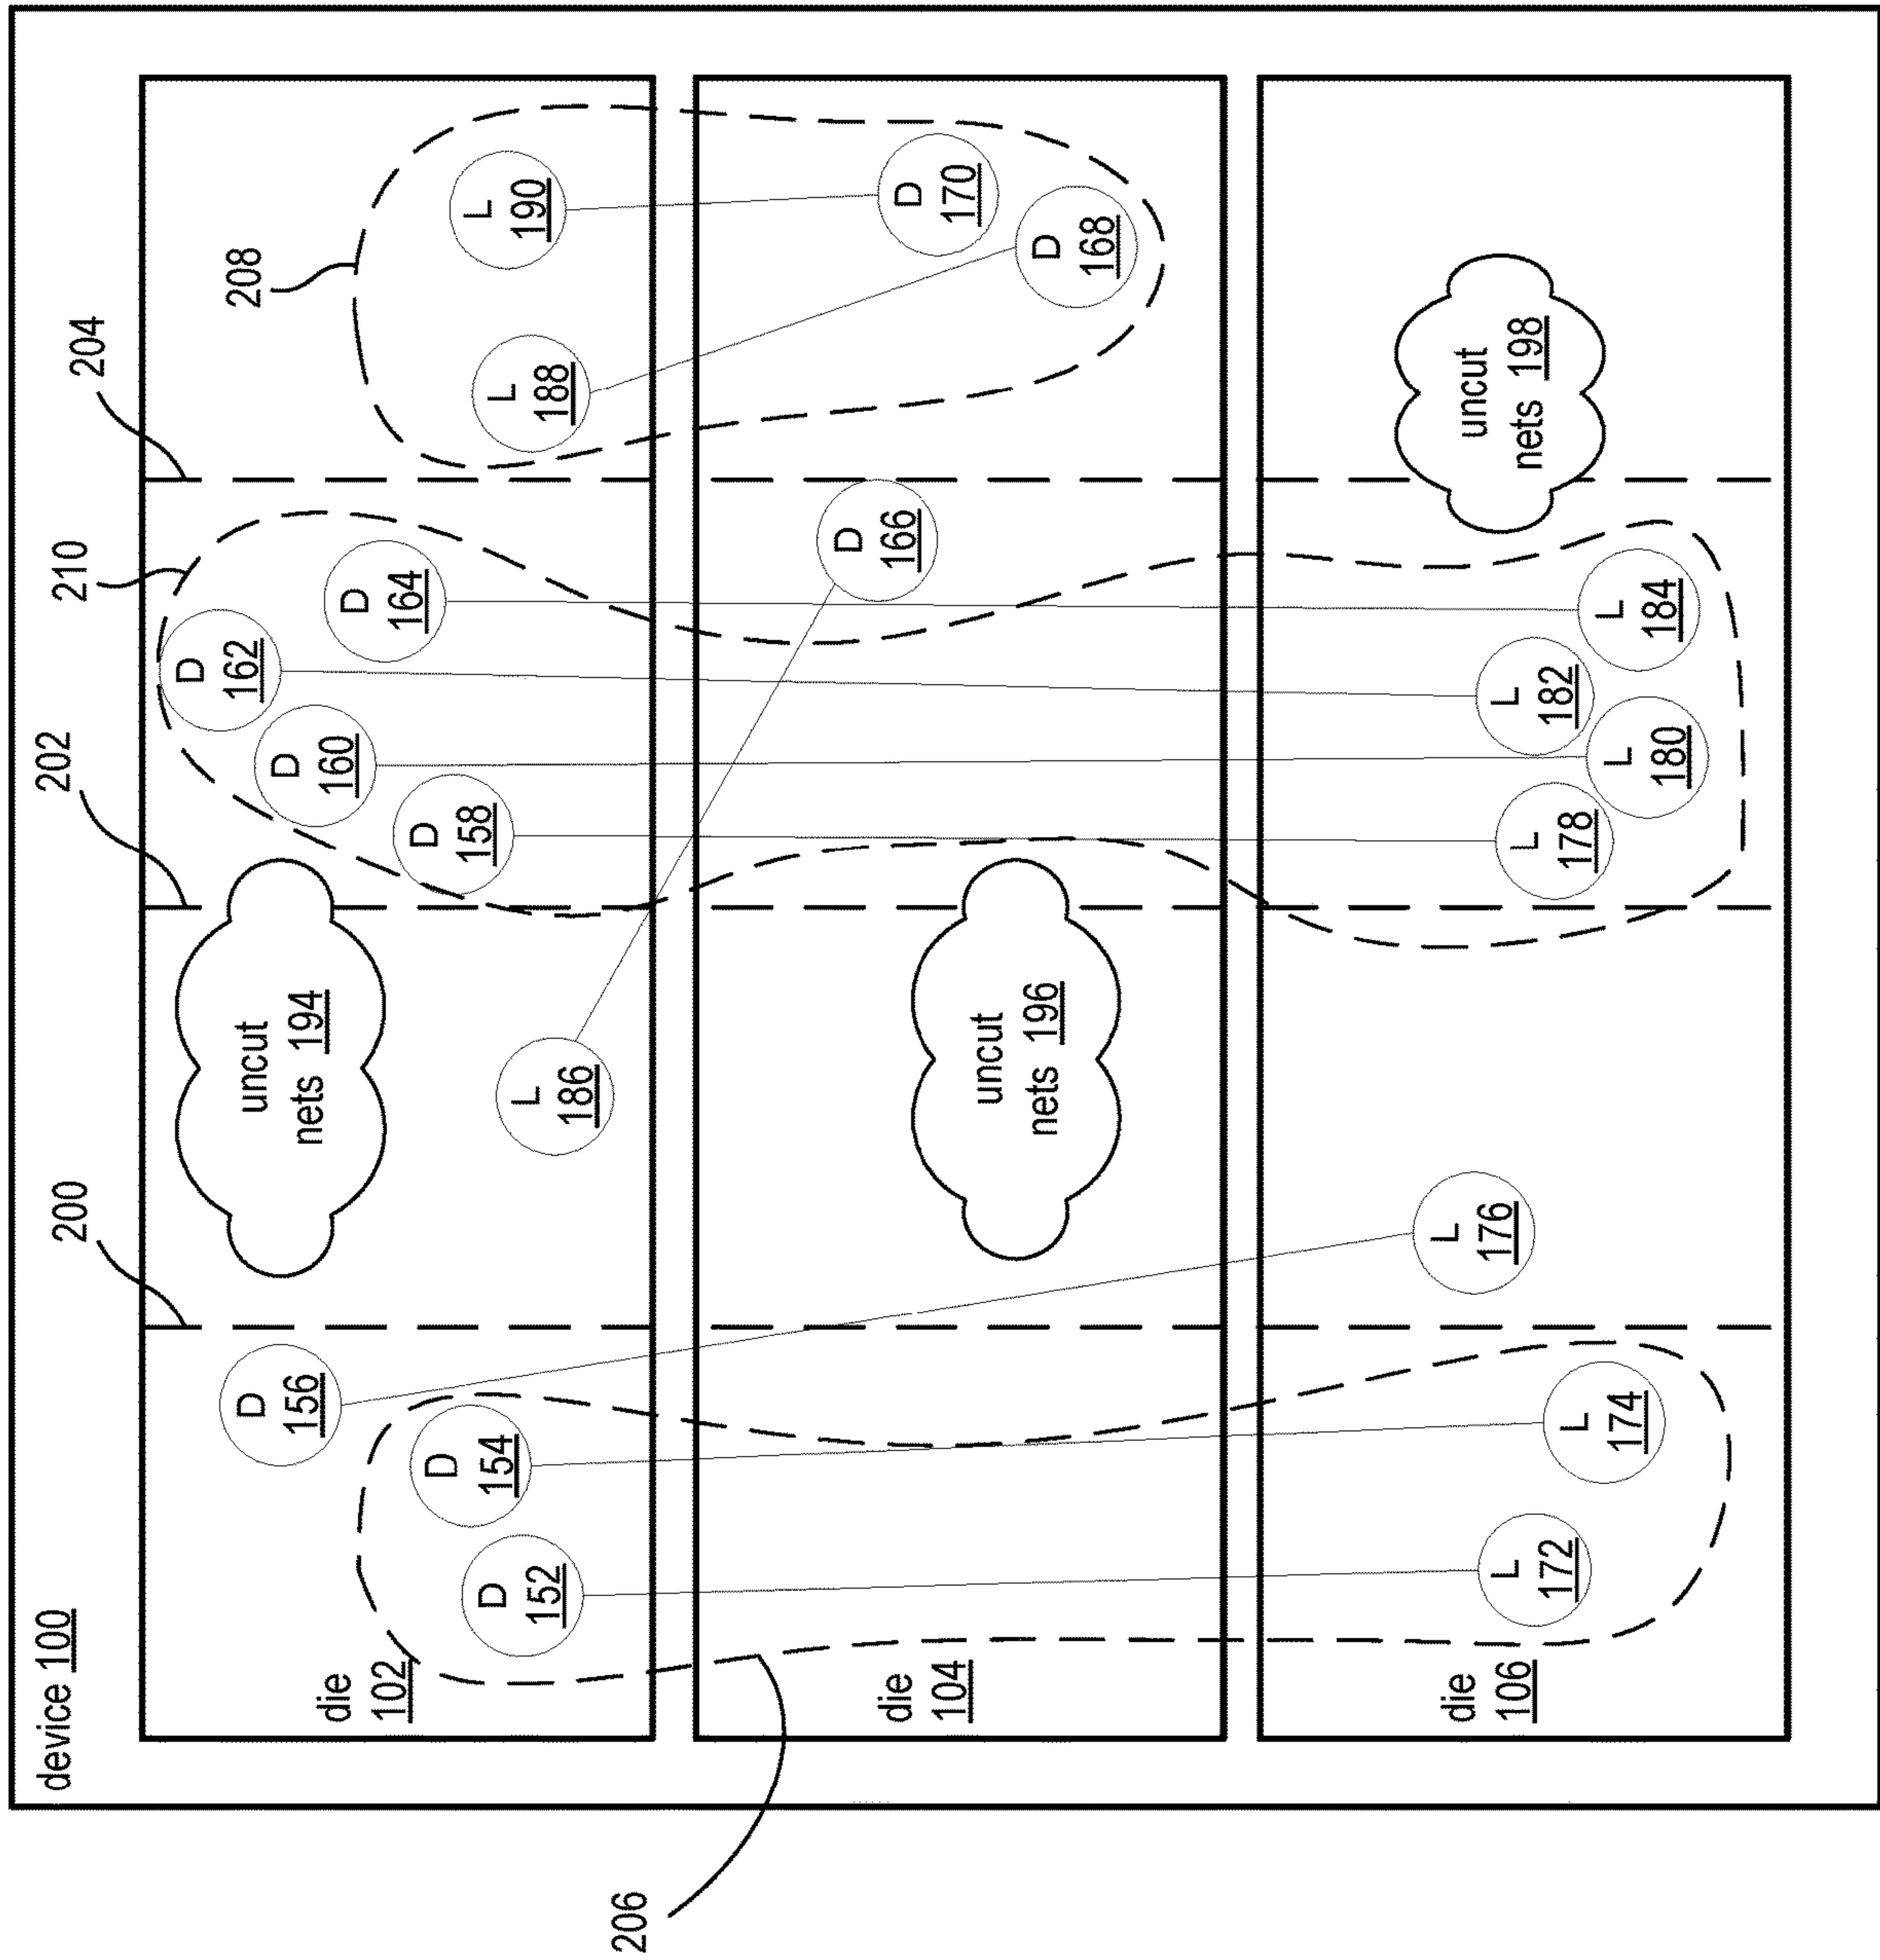 device 100
die
102
die
104
die
106
200
202
204
206
208
210
D
152
D
154
D
156
D
158
D
160
D
162
D
164
D
166
D
168
D
170
L
172
L
174
L
176
L
178
L
180
L
182
L
184
L
186
L
188
L
190
uncut
nets 194
uncut
nets 196
uncut
nets 198